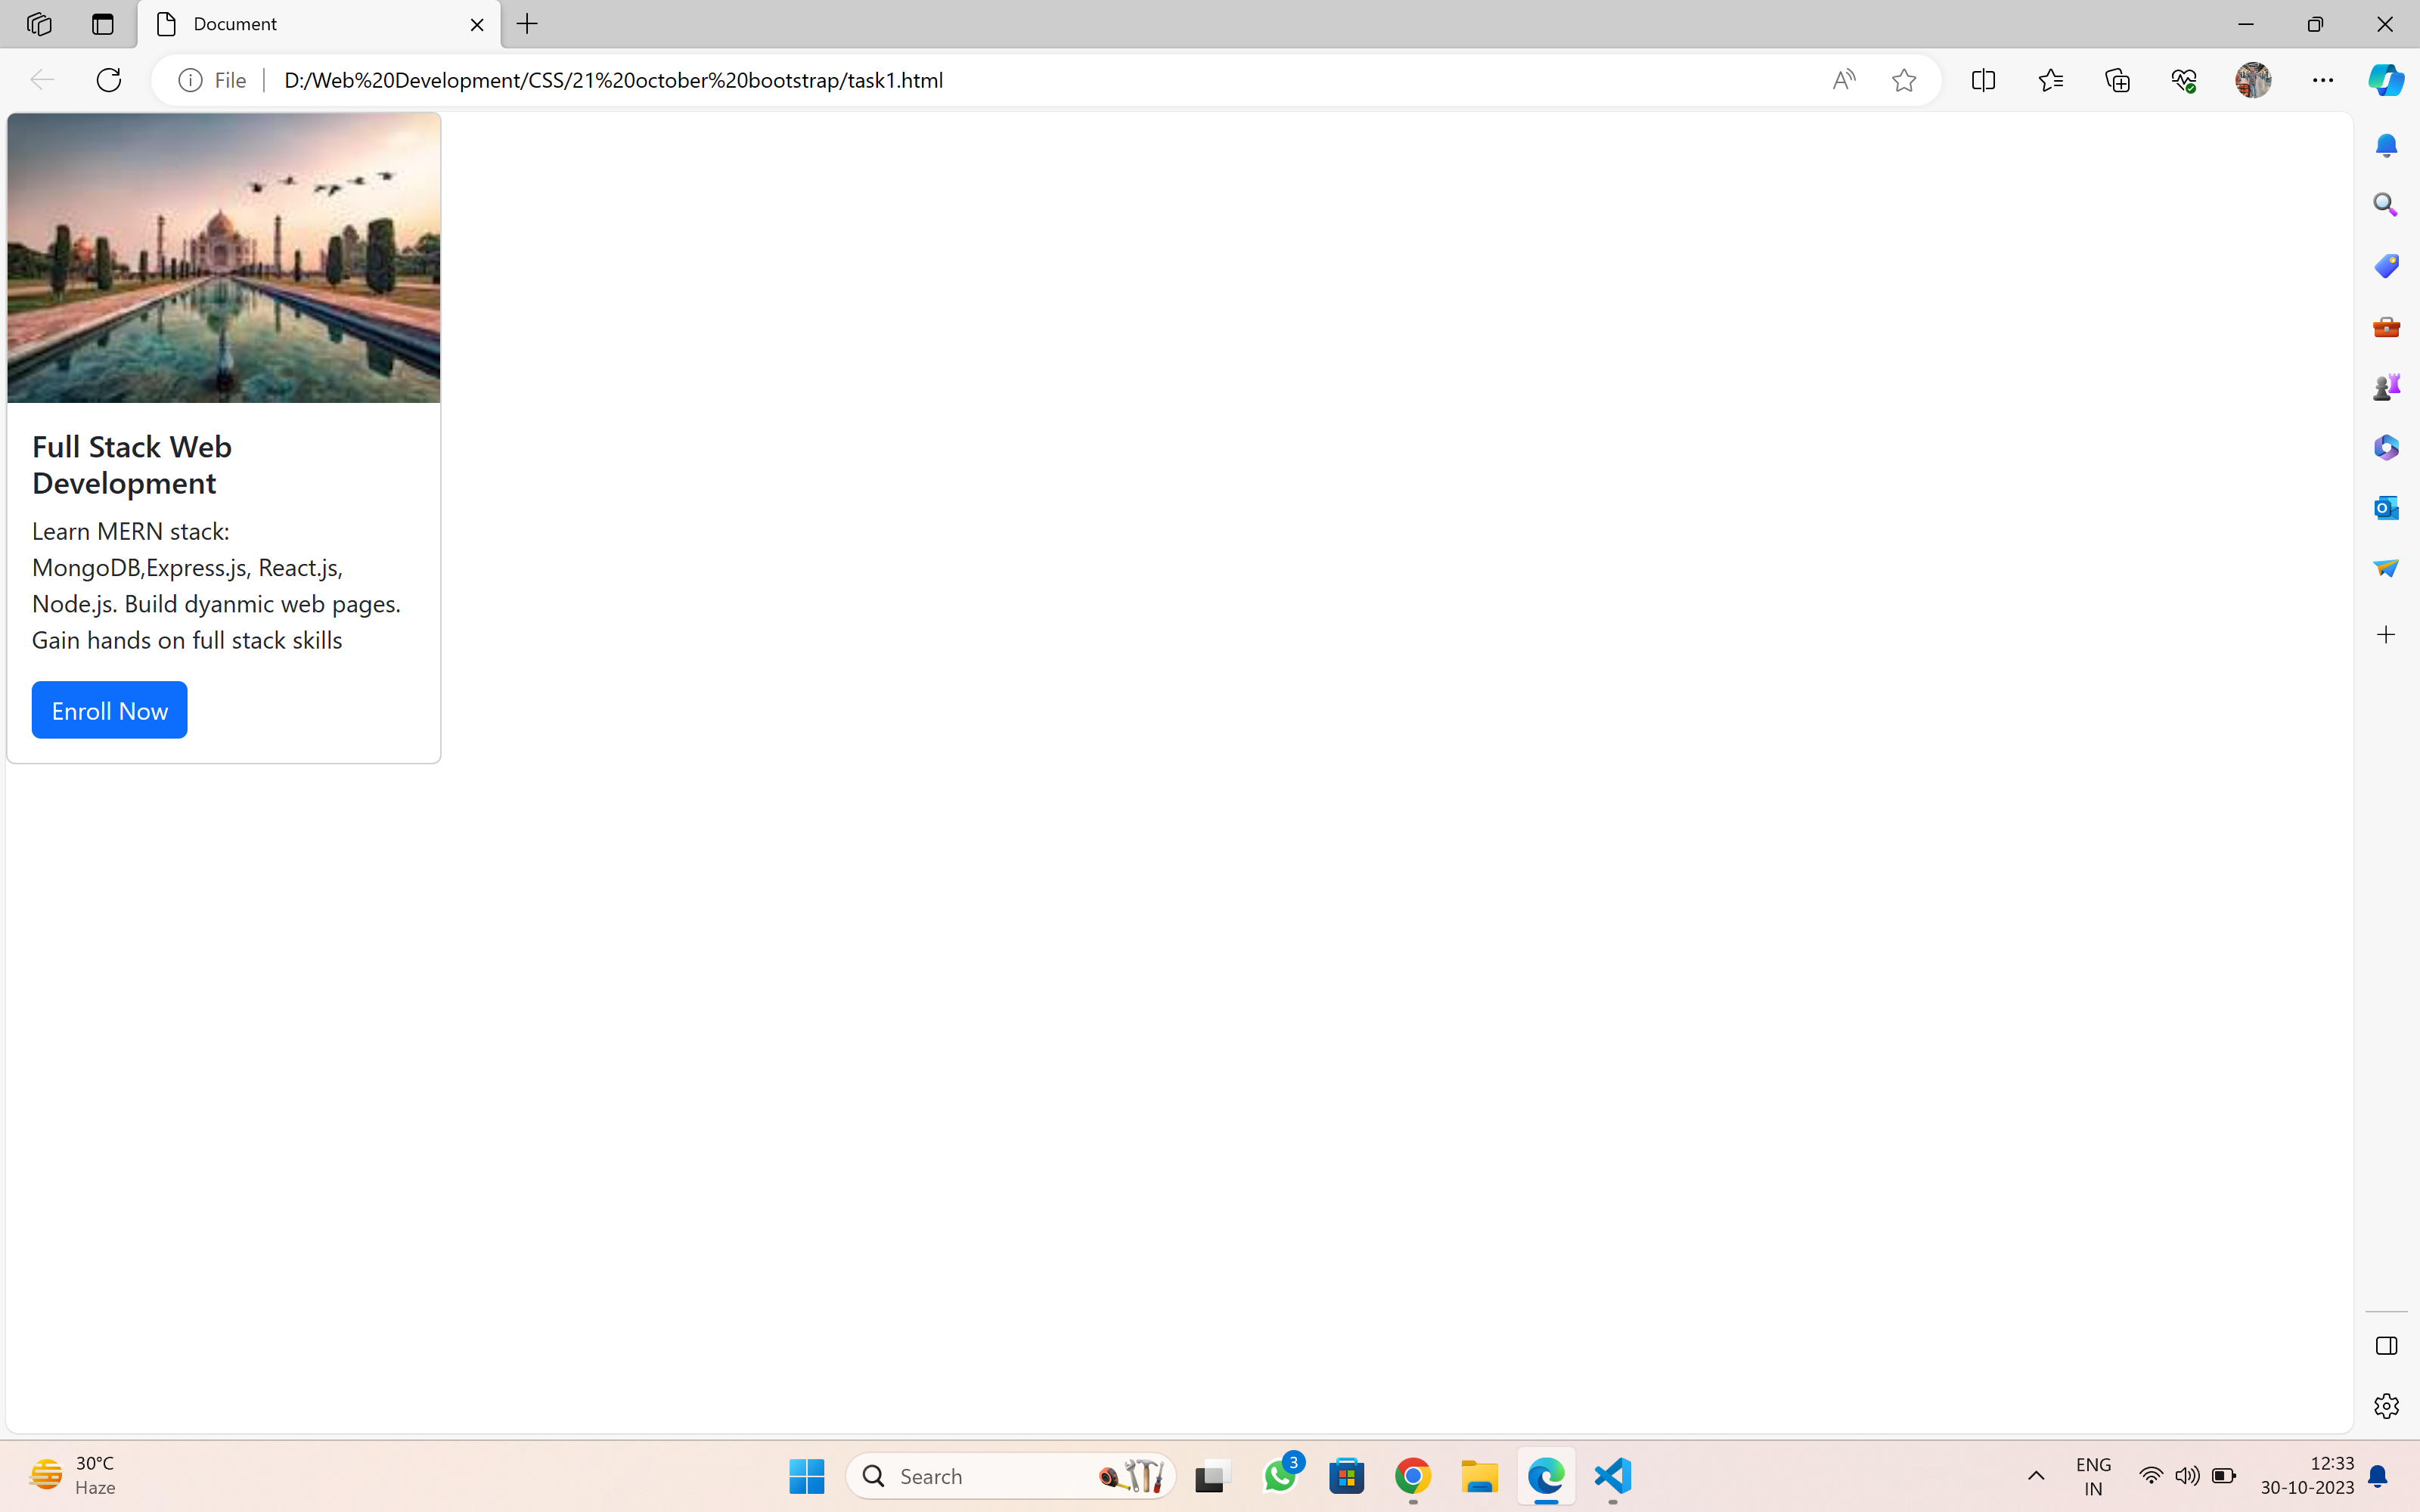 Document
File
D:/Web%20Development/CSS/21%20october%20bootstrap/task1.html
Full Stack Web
Development
Learn MERN stack:
MongoDB,Express.js, React.js,
Node.js. Build dyanmic web pages.
Gain hands on full stack skills
Enroll Now
30°C
Haze
Search
3
ENG
IN
12:33
30-10-2023